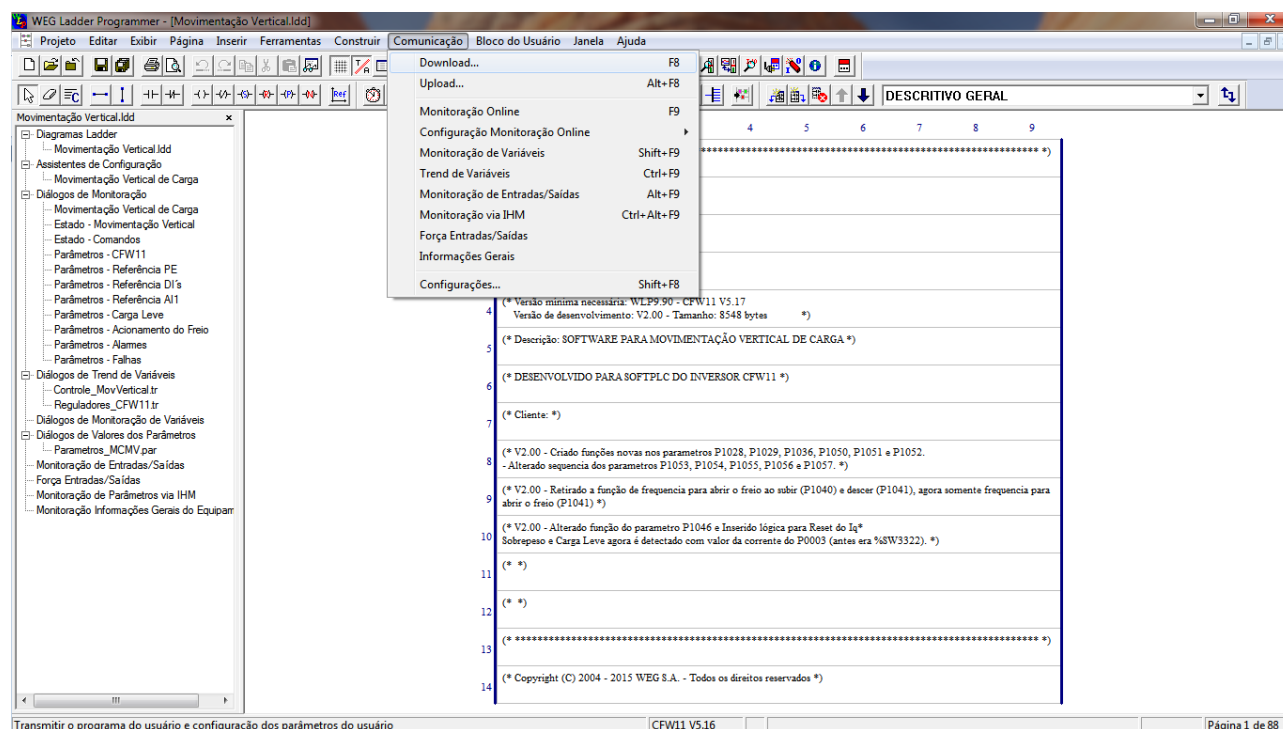 WEG Ladder Programmer - [Movimentação Vertical.ldd]
Projeto Editar Exibir Página Inserir Ferramentas Construir Comunicação Bloco do Usuário Janela Ajuda
Download... F8
Upload... Alt+F8
Monitoração Online F9
Configuração Monitoração Online
Monitoração de Variáveis Shift+F9
Trend de Variáveis Ctrl+F9
Monitoração de Entradas/Saídas Alt+F9
Monitoração via IHM Ctrl+Alt+F9
Força Entradas/Saídas
Informações Gerais
Configurações... Shift+F8
DESCRITIVO GERAL
Movimentação Vertical.ldd x
Diagramas Ladder
Movimentação Vertical.ldd
Assistentes de Configuração
Movimentação Vertical de Carga
Diálogos de Monitoração
Movimentação Vertical de Carga
Estado - Movimentação Vertical
Estado - Comandos
Parâmetros - CFW11
Parâmetros - Referência PE
Parâmetros - Referência DI´s
Parâmetros - Referência AI1
Parâmetros - Carga Leve
Parâmetros - Acionamento do Freio
Parâmetros - Alarmes
Parâmetros - Falhas
Diálogos de Trend de Variáveis
Controle_MovVertical.tr
Reguladores_CFW11.tr
Diálogos de Monitoração de Variáveis
Diálogos de Valores dos Parâmetros
Parametros_MCMV.par
Monitoração de Entradas/Saídas
Força Entradas/Saídas
Monitoração de Parâmetros via IHM
Monitoração Informações Gerais do Equipam
4 5 6 7 8 9
****************************************************************** *)
4 (* Versão mínima necessária: WLP9.90 - CFW11 V5.17
Versão de desenvolvimento: V2.00 - Tamanho: 8548 bytes *)
5 (* Descrição: SOFTWARE PARA MOVIMENTAÇÃO VERTICAL DE CARGA *)
6 (* DESENVOLVIDO PARA SOFTPLC DO INVERSOR CFW11 *)
7 (* Cliente: *)
8 (* V2.00 - Criado funções novas nos parametros P1028, P1029, P1036, P1050, P1051 e P1052.
- Alterado sequencia dos parametros P1053, P1054, P1055, P1056 e P1057. *)
9 (* V2.00 - Retirado a função de frequencia para abrir o freio ao subir (P1040) e descer (P1041), agora somente frequencia para
abrir o freio (P1041) *)
10 (* V2.00 - Alterado função do parametro P1046 e Inserido lógica para Reset do Iq*
Sobrepeso e Carga Leve agora é detectado com valor da corrente do P0003 (antes era %SW3322). *)
11 (* *)
12 (* *)
13 (* ****************************************************************************************** *)
14 (* Copyright (C) 2004 - 2015 WEG S.A. - Todos os direitos reservados *)
Transmitir o programa do usuário e configuração dos parâmetros do usuário CFW11 V5.16 Página 1 de 88